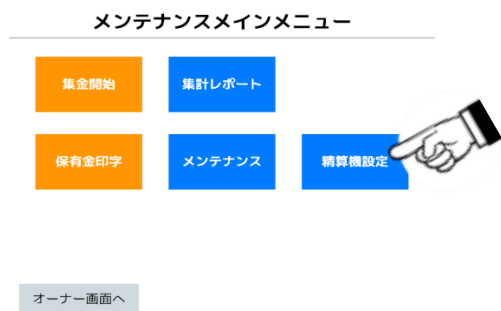 メンテナンスメインメニュー
集金開始
集計レポート
保有金印字
メンテナンス
精算機設定
オーナー画面へ